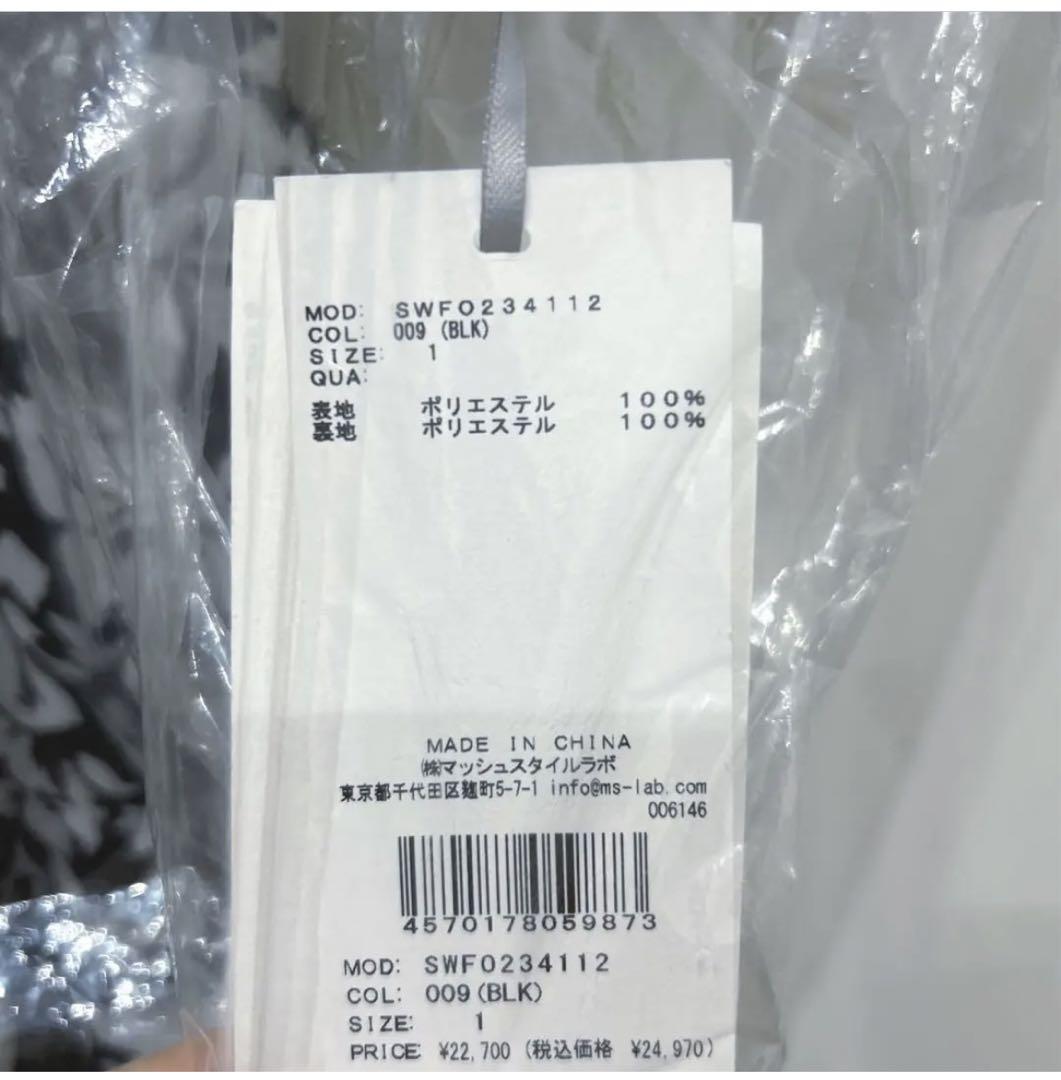 MOD: SWFO234112
COL: 009 (BLK)
SIZE: 1
QUA:
表地 ポリエステル 100%
裏地 ポリエステル 100%
MADE IN CHINA
㈱マッシュスタイルラボ
東京都千代田区麹町5-7-1 info@ms-lab.com
006146
4570178059873
MOD: SWFO234112
COL: 009(BLK)
SIZE: 1
PRICE: ¥22,700 (税込価格 ¥24,970)